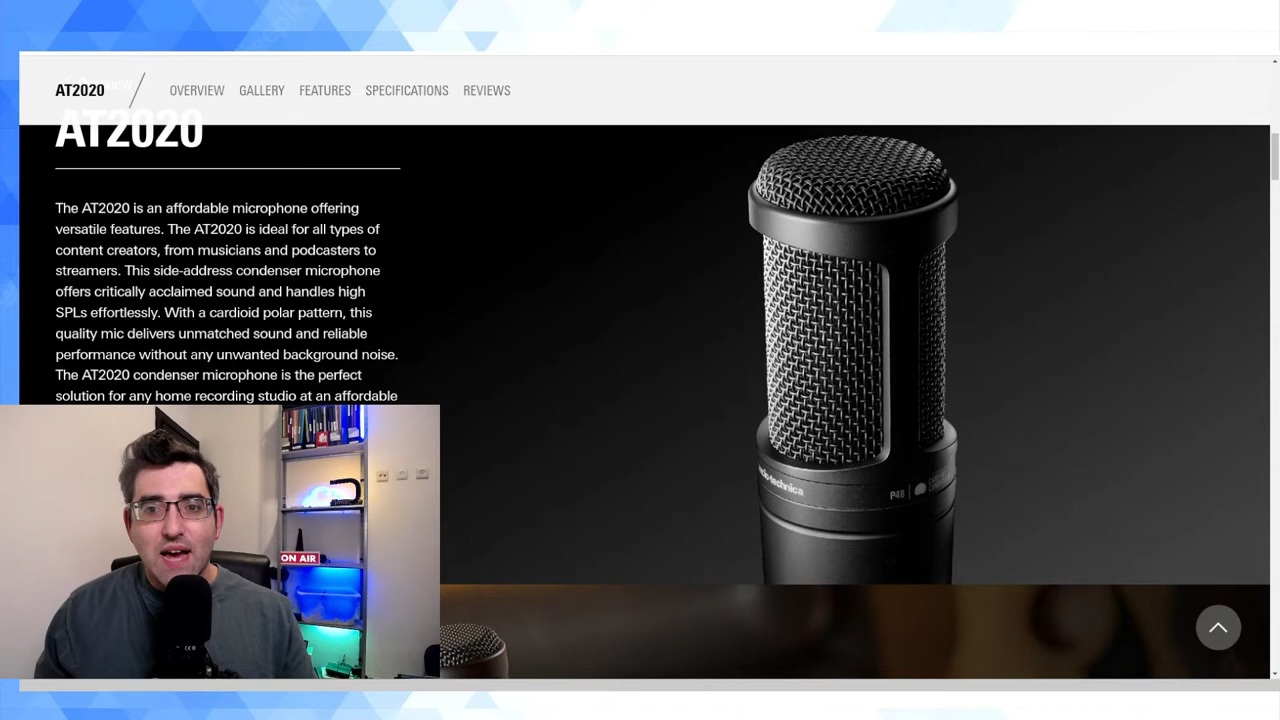 AT2020
OVERVIEW GALLERY FEATURES SPECIFICATIONS REVIEWS
AT2020
The AT2020 is an affordable microphone offering
versatile features. The AT2020 is ideal for all types of
content creators, from musicians and podcasters to
streamers. This side-address condenser microphone
offers critically acclaimed sound and handles high
SPLs effortlessly. With a cardioid polar pattern, this
quality mic delivers unmatched sound and reliable
performance without any unwanted background noise.
The AT2020 condenser microphone is the perfect
solution for any home recording studio at an affordable
audio-technica
P48
ON AIR